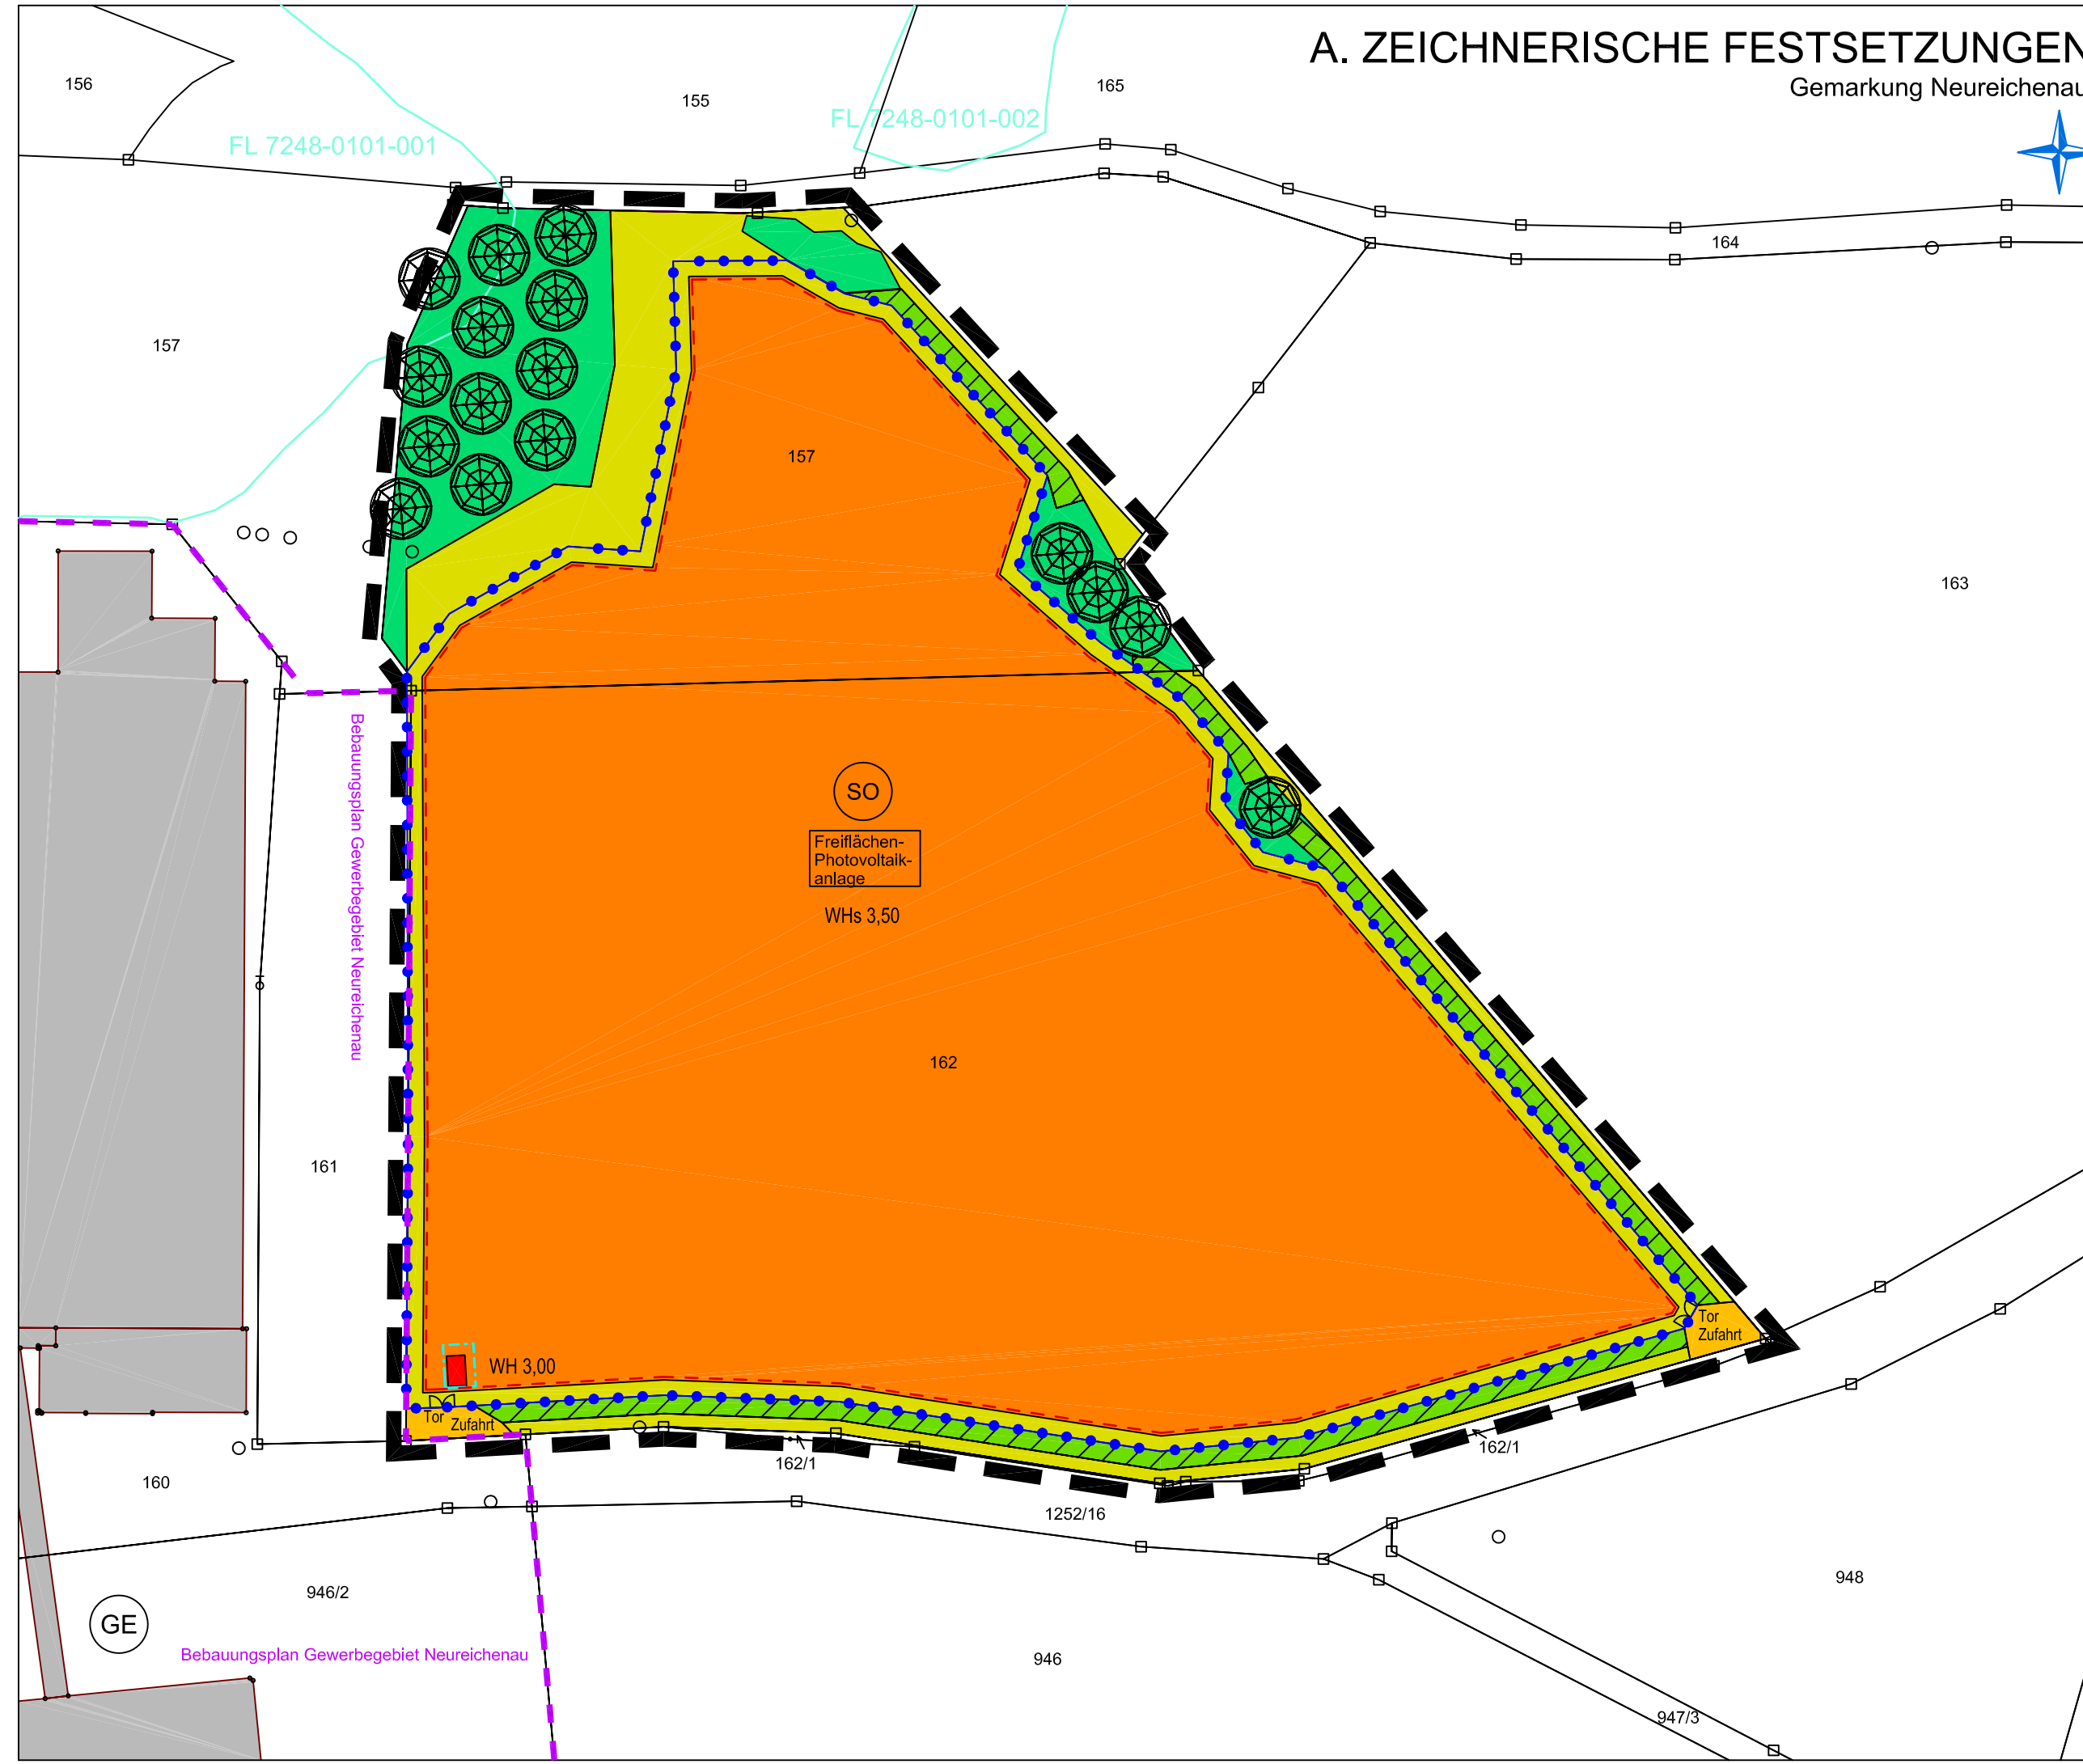 A. ZEICHNERISCHE FESTSETZUNGEN
Gemarkung Neureichenau
156
155
165
FL 7248-0101-001
FL 7248-0101-002
164
157
157
163
Bebauungsplan Gewerbegebiet Neureichenau
SO
Freiflächen-
Photovoltaik-
anlage
WHs 3,50
162
161
WH 3,00
Tor
Zufahrt
Tor
Zufahrt
162/1
162/1
160
1252/16
946/2
948
GE
Bebauungsplan Gewerbegebiet Neureichenau
946
947/3